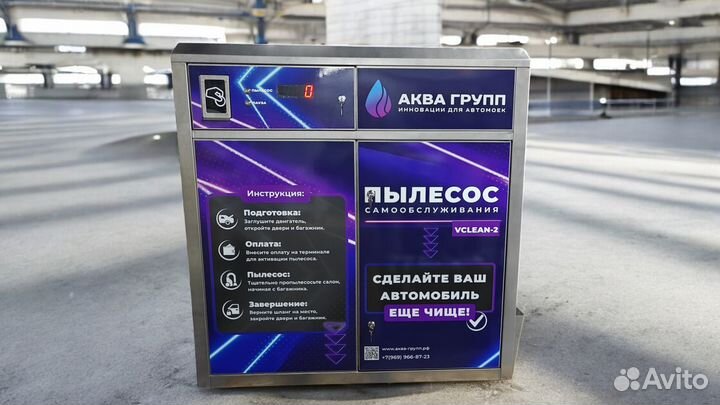 ПЫЛЕСОС
ПАУЗА
0
АКВА ГРУПП
ИННОВАЦИИ ДЛЯ АВТОМОЕК
Инструкция:
Подготовка:
Заглушите двигатель,
откройте двери и багажник.
Оплата:
Внесите оплату на терминале
для активации пылесоса.
Пылесос:
Тщательно пропылесосьте салон,
начиная с багажника.
Завершение:
Верните шланг на место,
закройте двери и багажник.
ПЫЛЕСОС
САМООБСЛУЖИВАНИЯ
VCLEAN-2
СДЕЛАЙТЕ ВАШ
АВТОМОБИЛЬ
ЕЩЕ ЧИЩЕ!
www.аква-групп.рф
+7(969) 966-87-23
Avito